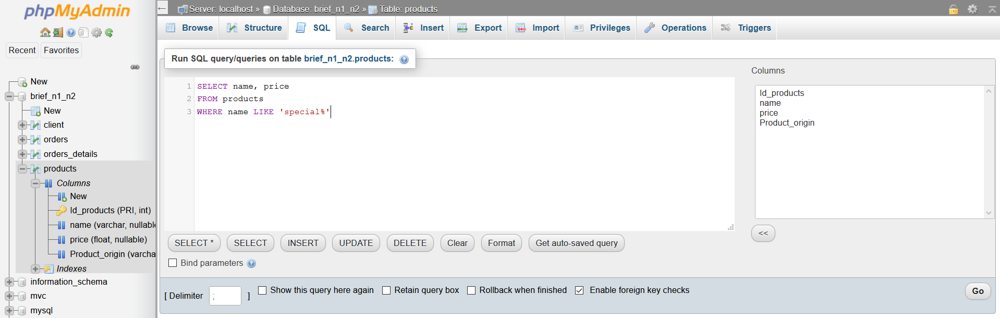 phpMyAdmin
Recent Favorites
New
brief_n1_n2
New
client
orders
orders_details
products
Columns
New
Id_products (PRI, int)
name (varchar, nullabl
price (float, nullable)
Product_origin (varcha
Indexes
information_schema
mvc
mysql
Server: localhost » Database: brief_n1_n2 » Table: products
Browse Structure SQL Search Insert Export Import Privileges Operations Triggers
Run SQL query/queries on table brief_n1_n2.products:
1 SELECT name, price
2 FROM products
3 WHERE name LIKE 'special%'
Columns
Id_products
name
price
Product_origin
<<
SELECT * SELECT INSERT UPDATE DELETE Clear Format Get auto-saved query
Bind parameters
[ Delimiter ; ] Show this query here again Retain query box Rollback when finished Enable foreign key checks
Go